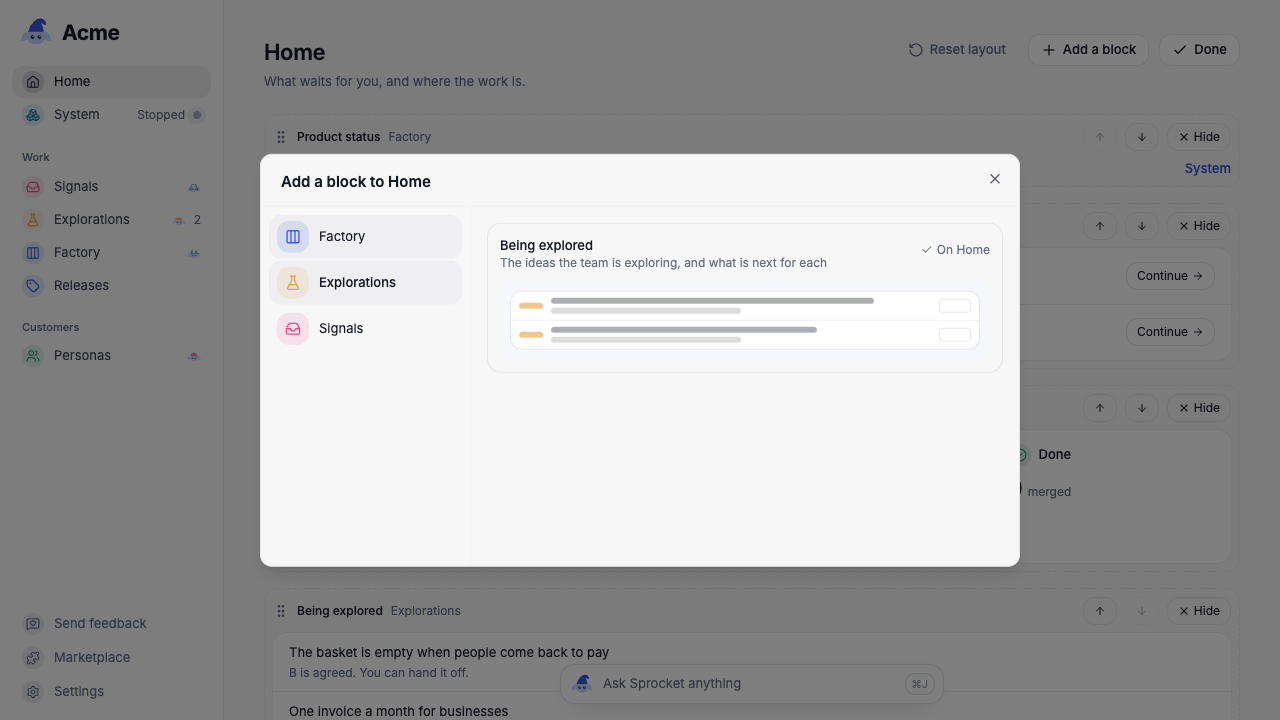 Acme
Home
System Stopped
Work
Signals
Explorations 2
Factory
Releases
Customers
Personas
Send feedback
Marketplace
Settings
Home
What waits for you, and where the work is.
Reset layout
Add a block
Done
Product status Factory
Hide
System
Hide
Continue →
Continue →
Hide
Done
merged
Add a block to Home
Factory
Explorations
Signals
Being explored
The ideas the team is exploring, and what is next for each
On Home
Being explored Explorations
Hide
The basket is empty when people come back to pay
B is agreed. You can hand it off.
One invoice a month for businesses
Ask Sprocket anything ⌘J